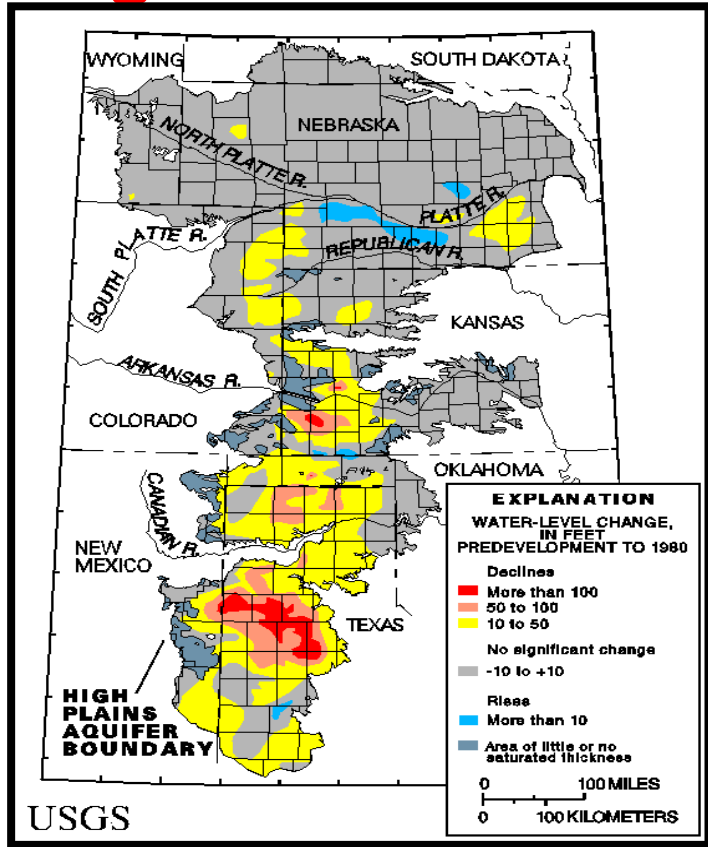 WYOMING
SOUTH DAKOTA
NEBRASKA
NORTH PLATTE R.
PLATTE R.
SOUTH PLATTE R.
REPUBLICAN R.
KANSAS
ARKANSAS R.
COLORADO
OKLAHOMA
CANADIAN R.
NEW
MEXICO
TEXAS
HIGH
PLAINS
AQUIFER
BOUNDARY
EXPLANATION
WATER-LEVEL CHANGE,
IN FEET
PREDEVELOPMENT TO 1980
Declines
More than 100
50 to 100
10 to 50
No significant change
-10 to +10
Rises
More than 10
Area of little or no
saturated thickness
0 100 MILES
0 100 KILOMETERS
USGS